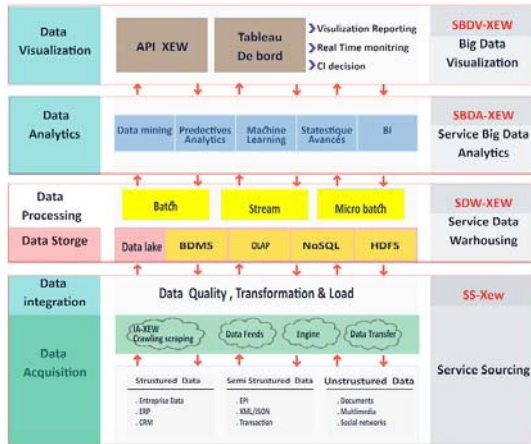 Data
Visualization
API XEW
Tableau
De bord
Visulization Reporting
Real Time monitring
CI decision
SBDV-XEW
Big Data
Visualization
Data
Analytics
Data mining
Predectives
Analytics
Machine
Learning
Statestique
Avancés
BI
SBDA-XEW
Service Big Data
Analytics
Data
Processing
Batch
Stream
Micro batch
SDW-XEW
Service Data
Warhousing
Data Storge
Data lake
BDMS
OLAP
NoSQL
HDFS
Data
integration
Data Quality , Transformation & Load
SS-Xew
Data
Acquisition
IA-XEW
Crawling scraping
Data Feeds
Engine
Data Transfer
Service Sourcing
Strustured Data
. Entreprise Data
. ERP
. CRM
Semi Strustured Data
. EPI
. XML/JSON
. Transaction
Unstrustured Data
. Documents
. Multimedia
. Social networks